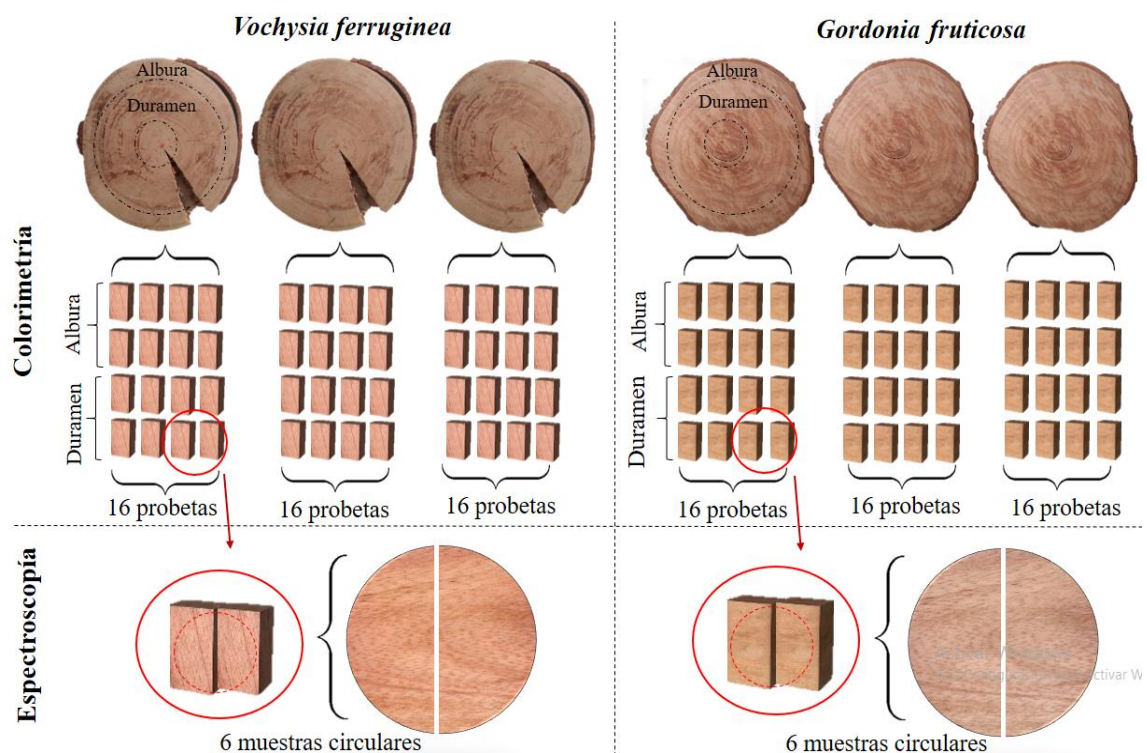 Vochysia ferruginea
Gordonia fruticosa
Albura
Duramen
Albura
Duramen
Colorimetría
Albura
Duramen
Albura
Duramen
16 probetas
16 probetas
16 probetas
16 probetas
16 probetas
16 probetas
Espectroscopía
6 muestras circulares
6 muestras circulares
ctivar W